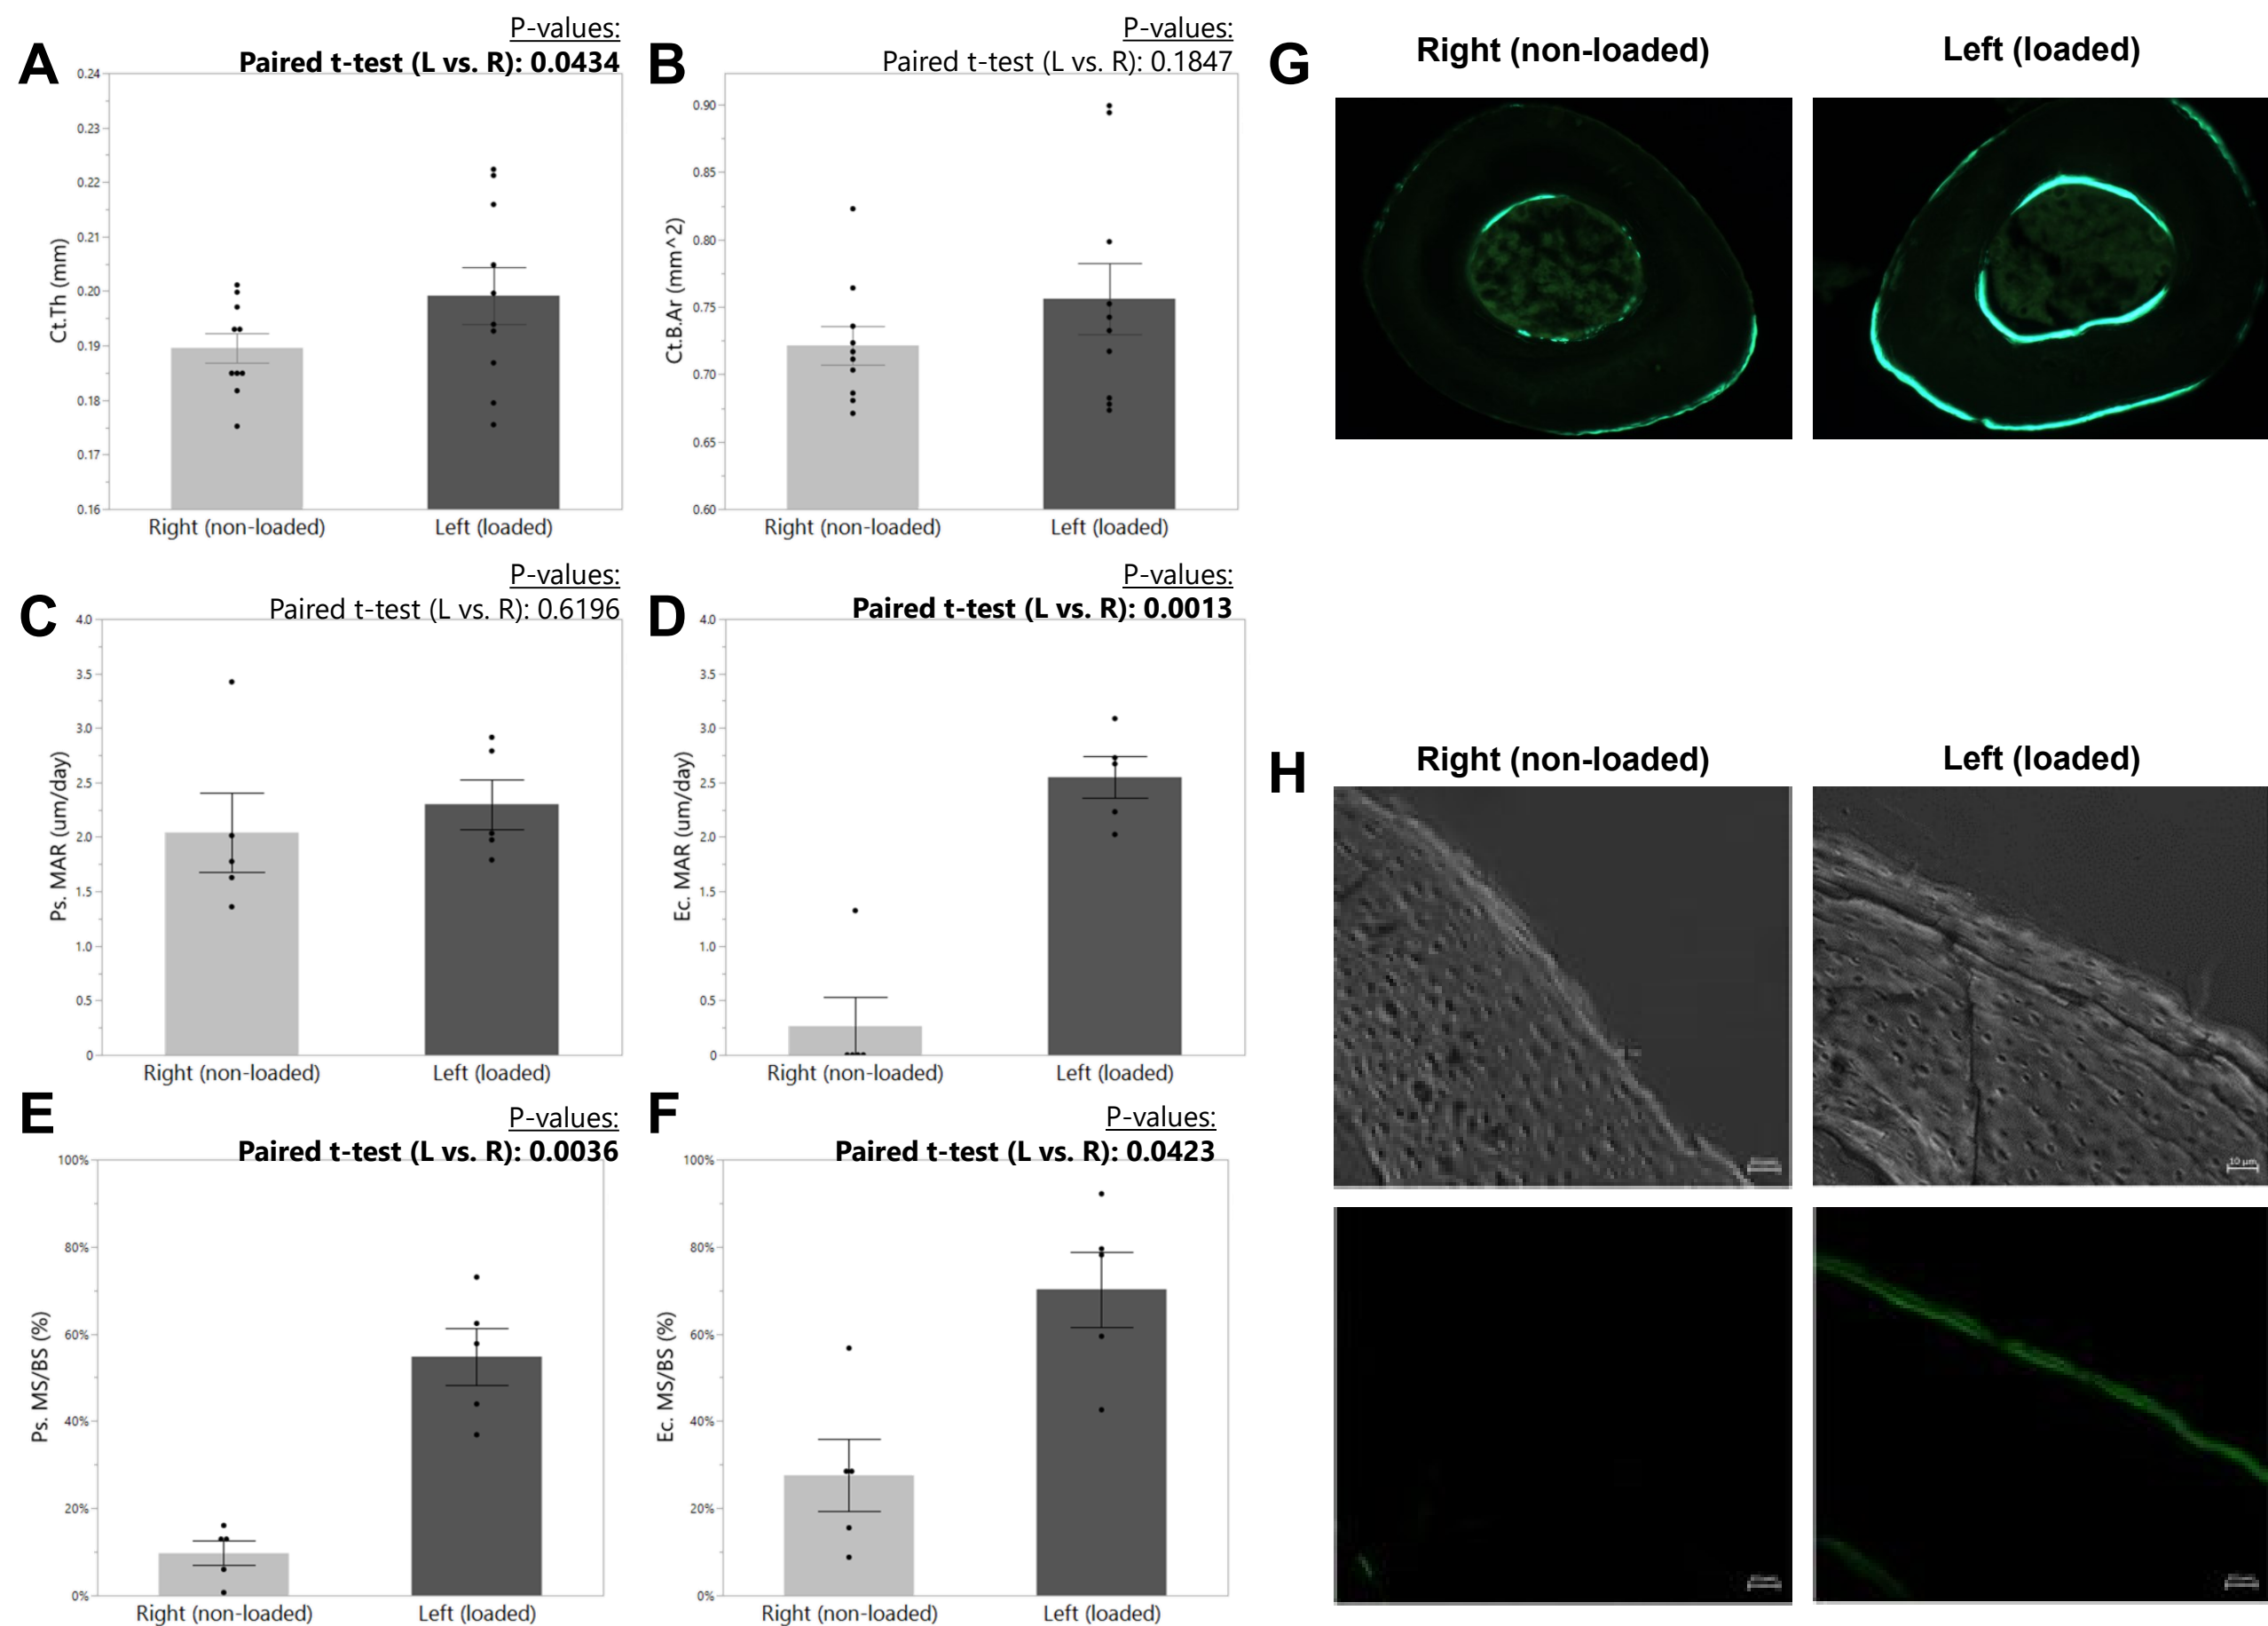 A
P-values:
Paired t-test (L vs. R): 0.0434
Ct.Th (mm)
0.24
0.23
0.22
0.21
0.20
0.19
0.18
0.17
0.16
Right (non-loaded)
Left (loaded)
B
P-values:
Paired t-test (L vs. R): 0.1847
Ct.B.Ar (mm^2)
0.90
0.85
0.80
0.75
0.70
0.65
0.60
Right (non-loaded)
Left (loaded)
C
P-values:
Paired t-test (L vs. R): 0.6196
Ps. MAR (um/day)
4.0
3.5
3.0
2.5
2.0
1.5
1.0
0.5
0
Right (non-loaded)
Left (loaded)
D
P-values:
Paired t-test (L vs. R): 0.0013
Ec. MAR (um/day)
4.0
3.5
3.0
2.5
2.0
1.5
1.0
0.5
0
Right (non-loaded)
Left (loaded)
E
P-values:
Paired t-test (L vs. R): 0.0036
Ps. MS/BS (%)
100%
80%
60%
40%
20%
0%
Right (non-loaded)
Left (loaded)
F
P-values:
Paired t-test (L vs. R): 0.0423
Ec. MS/BS (%)
100%
80%
60%
40%
20%
0%
Right (non-loaded)
Left (loaded)
G
Right (non-loaded)
Left (loaded)
H
Right (non-loaded)
Left (loaded)
10 µm